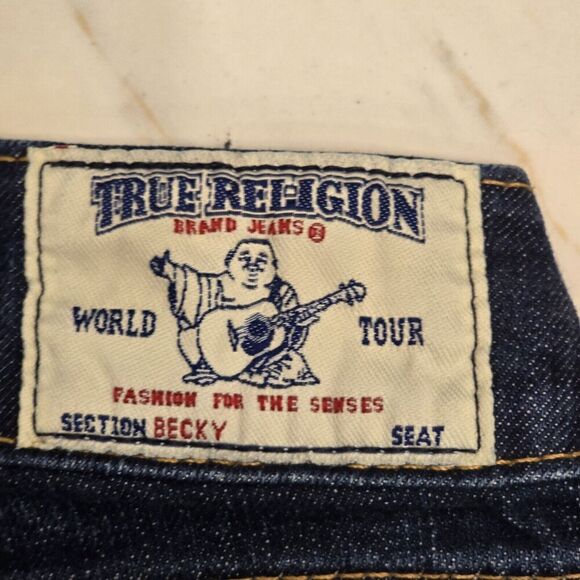 TRUE RELIGION
BRAND JEANS®
WORLD TOUR
FASHION FOR THE SENSES
SECTION BECKY SEAT